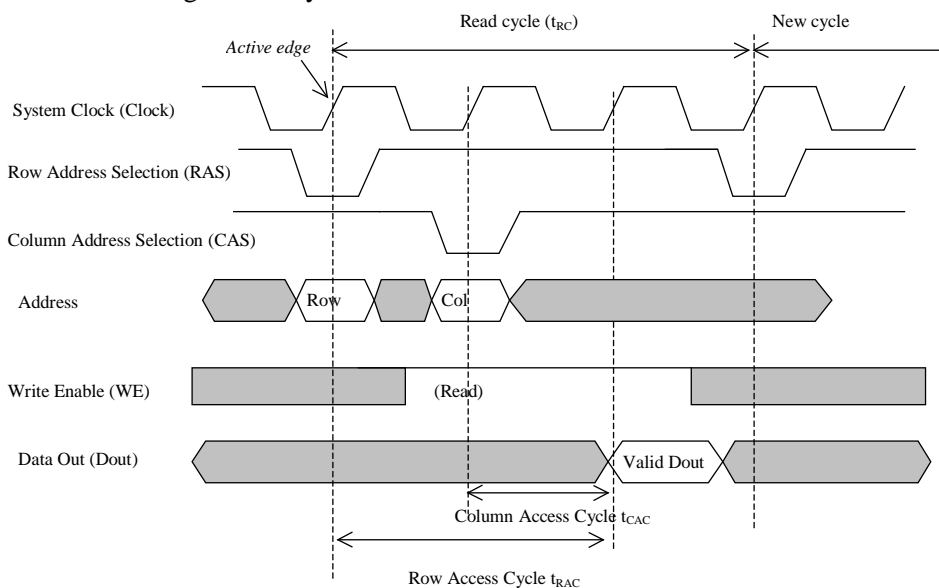 Read cycle (tRC)
New cycle
Active edge
System Clock (Clock)
Row Address Selection (RAS)
Column Address Selection (CAS)
Address
Row
Col
Write Enable (WE)
(Read)
Data Out (Dout)
Valid Dout
Column Access Cycle tCAC
Row Access Cycle tRAC